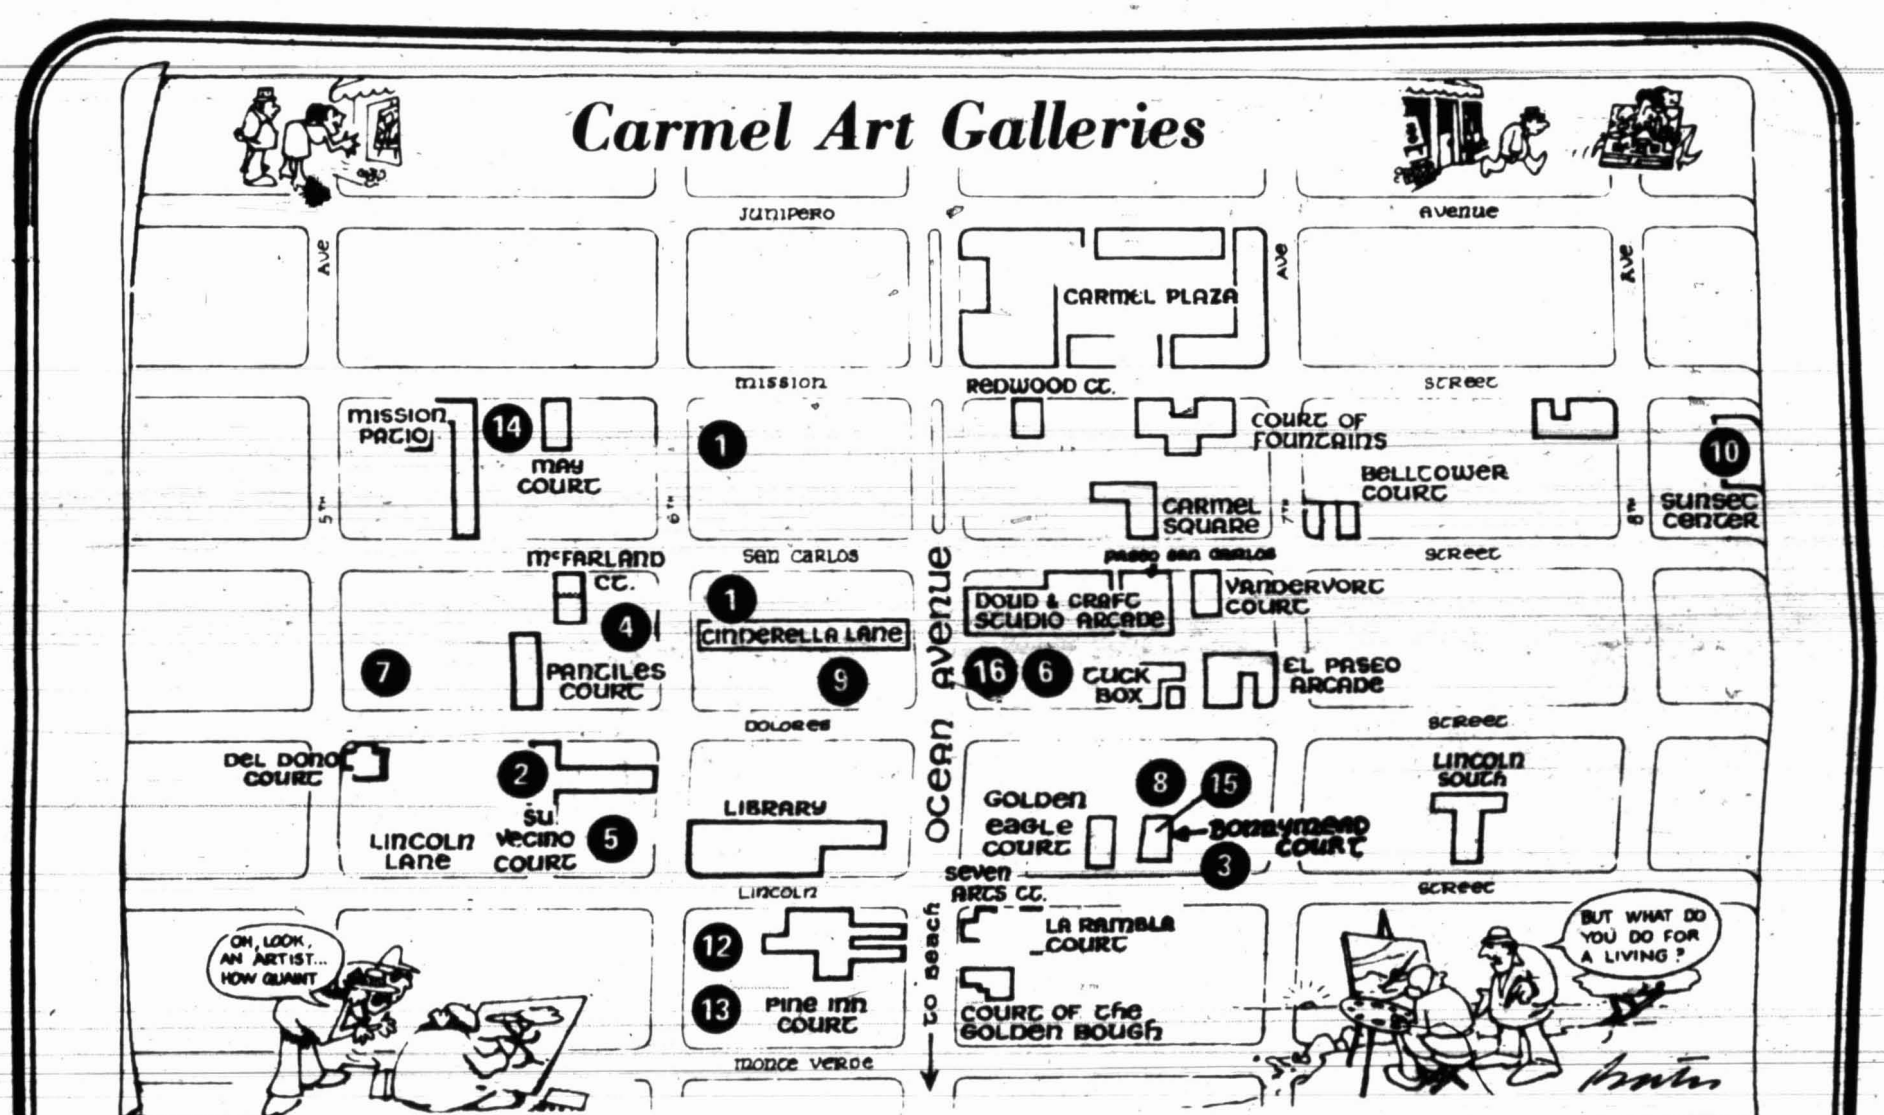 Carmel Art Galleries
JUNIPERO AVENUE
AVE
AVE
AVE
CARMEL PLAZA
MISSION STREET
REDWOOD CT.
MISSION
PATIO
14
MAY
COURT
1
COURT OF
FOUNTAINS
BELLTOWER
COURT
10
SUNSET
CENTER
CARMEL
SQUARE
5TH
6TH
7TH
8TH
SAN CARLOS STREET
PASEO SAN CARLOS
McFARLAND
CT.
4
1
CINDERELLA LANE
DOUD & CRAFT
STUDIO ARCADE
VANDERVORT
COURT
7
PANTILES
COURT
9
16
6
TUCK
BOX
EL PASEO
ARCADE
OCEAN AVENUE
DOLORES STREET
DEL DONO
COURT
2
SU
VECINO
COURT
5
LINCOLN
LANE
LIBRARY
GOLDEN
EAGLE
COURT
8
15
BONNYMEAD
COURT
3
LINCOLN
SOUTH
LINCOLN STREET
SEVEN
ARTS CT.
LA RAMBLA
COURT
12
13
PINE INN
COURT
TO BEACH
COURT OF THE
GOLDEN BOUGH
MONTE VERDE
OH, LOOK,
AN ARTIST...
HOW QUAINT
BUT WHAT DO
YOU DO FOR
A LIVING?